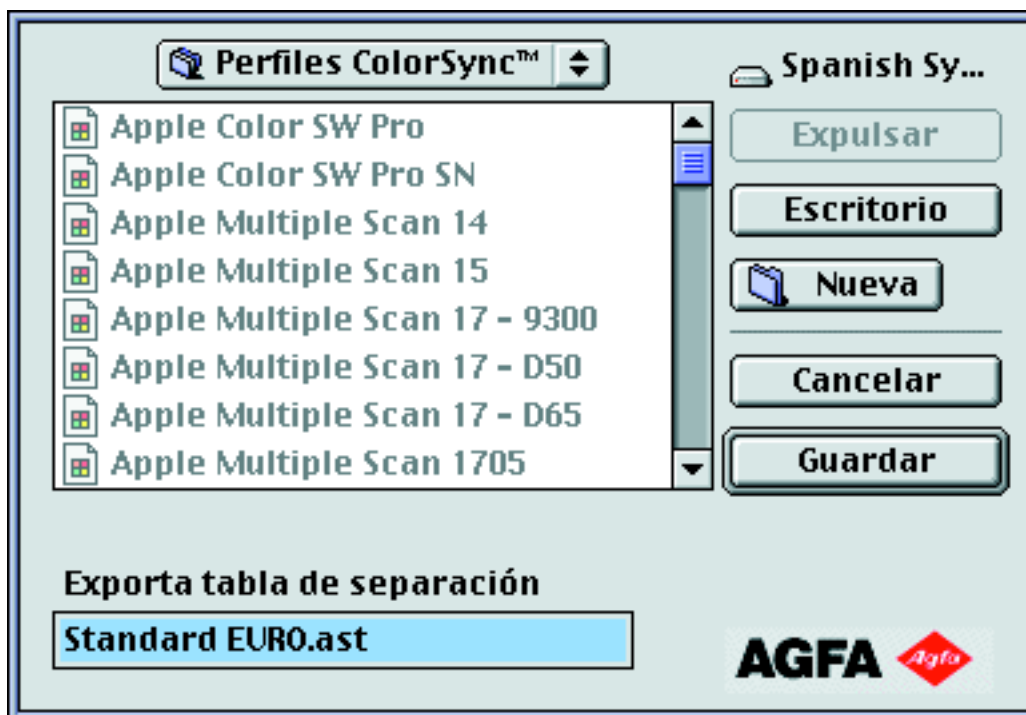 Perfiles ColorSync™
Spanish Sy...
Apple Color SW Pro
Apple Color SW Pro SN
Apple Multiple Scan 14
Apple Multiple Scan 15
Apple Multiple Scan 17 - 9300
Apple Multiple Scan 17 - D50
Apple Multiple Scan 17 - D65
Apple Multiple Scan 1705
Expulsar
Escritorio
Nueva
Cancelar
Guardar
Exporta tabla de separación
Standard EURO.ast
AGFA
Agfa